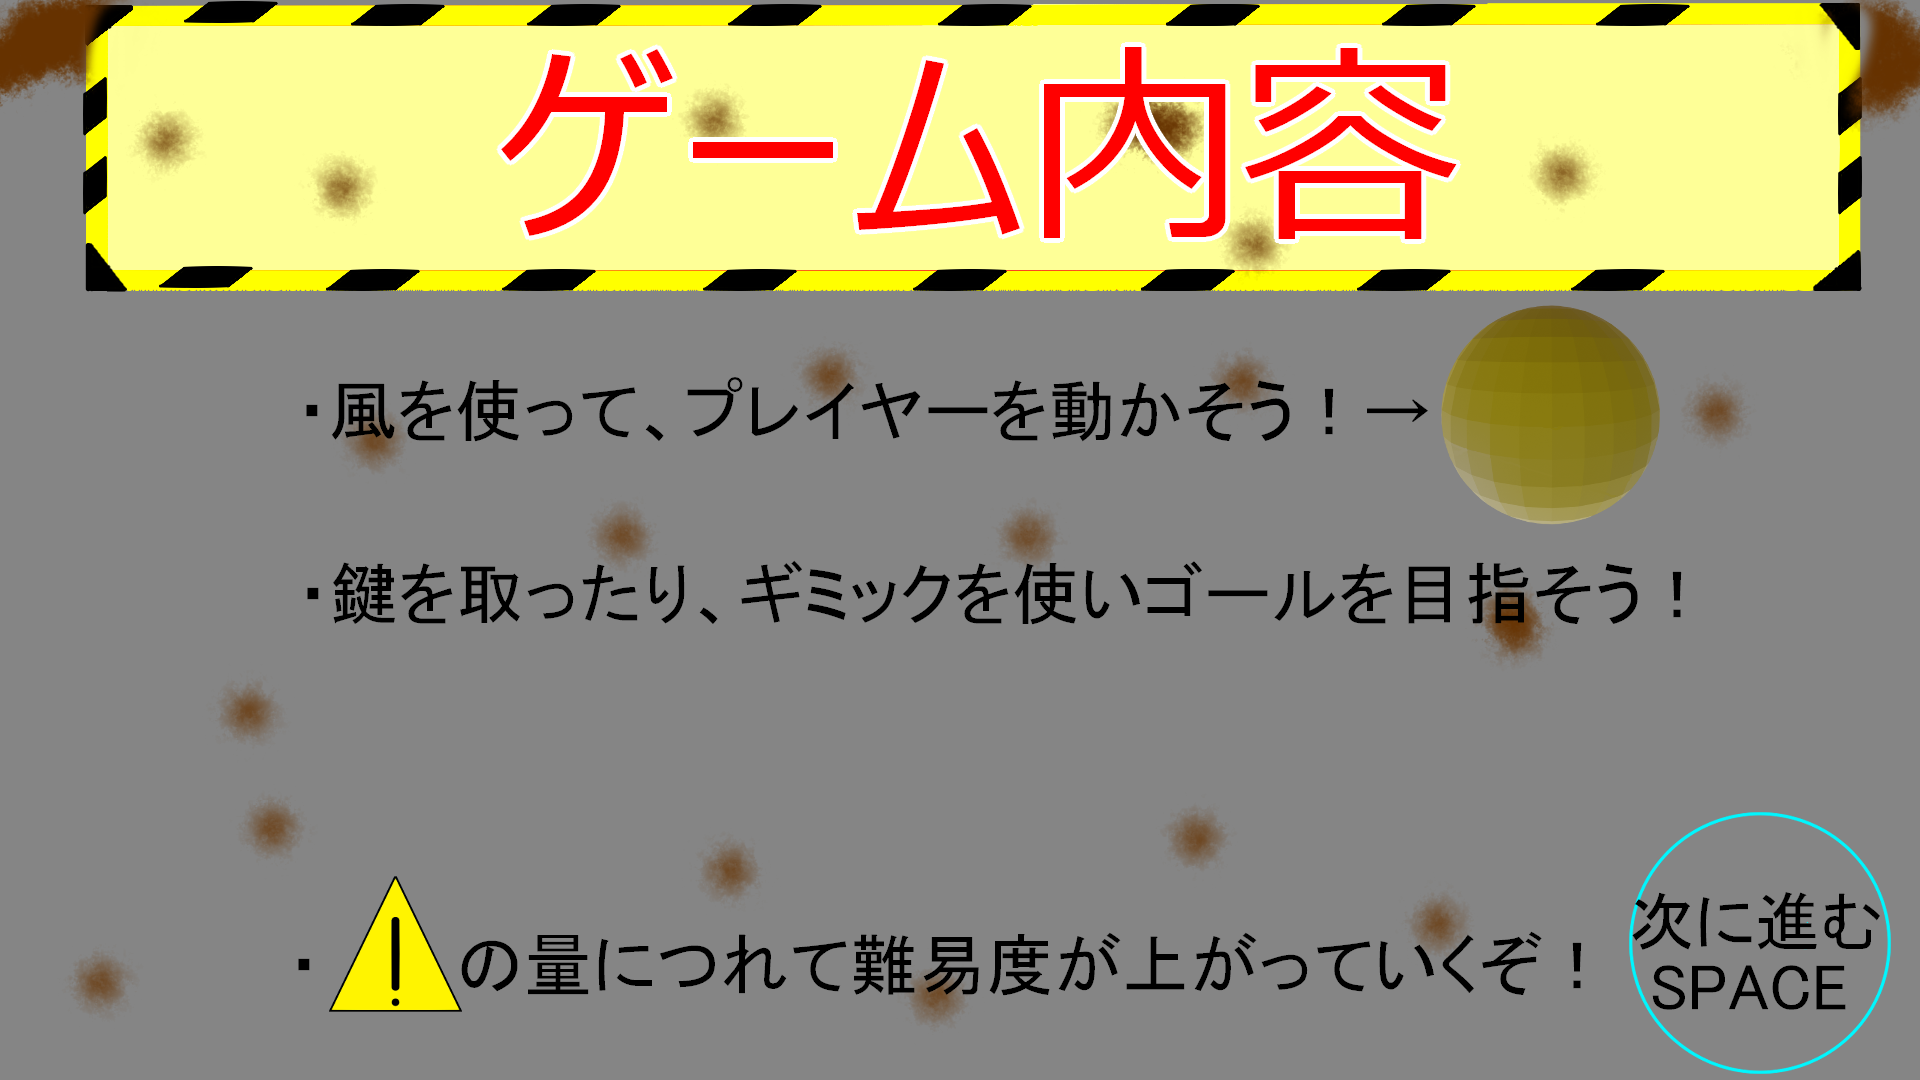 ゲーム内容
・風を使って、プレイヤーを動かそう！→
・鍵を取ったり、ギミックを使いゴールを目指そう！
・!の量につれて難易度が上がっていくぞ！
次に進む
SPACE